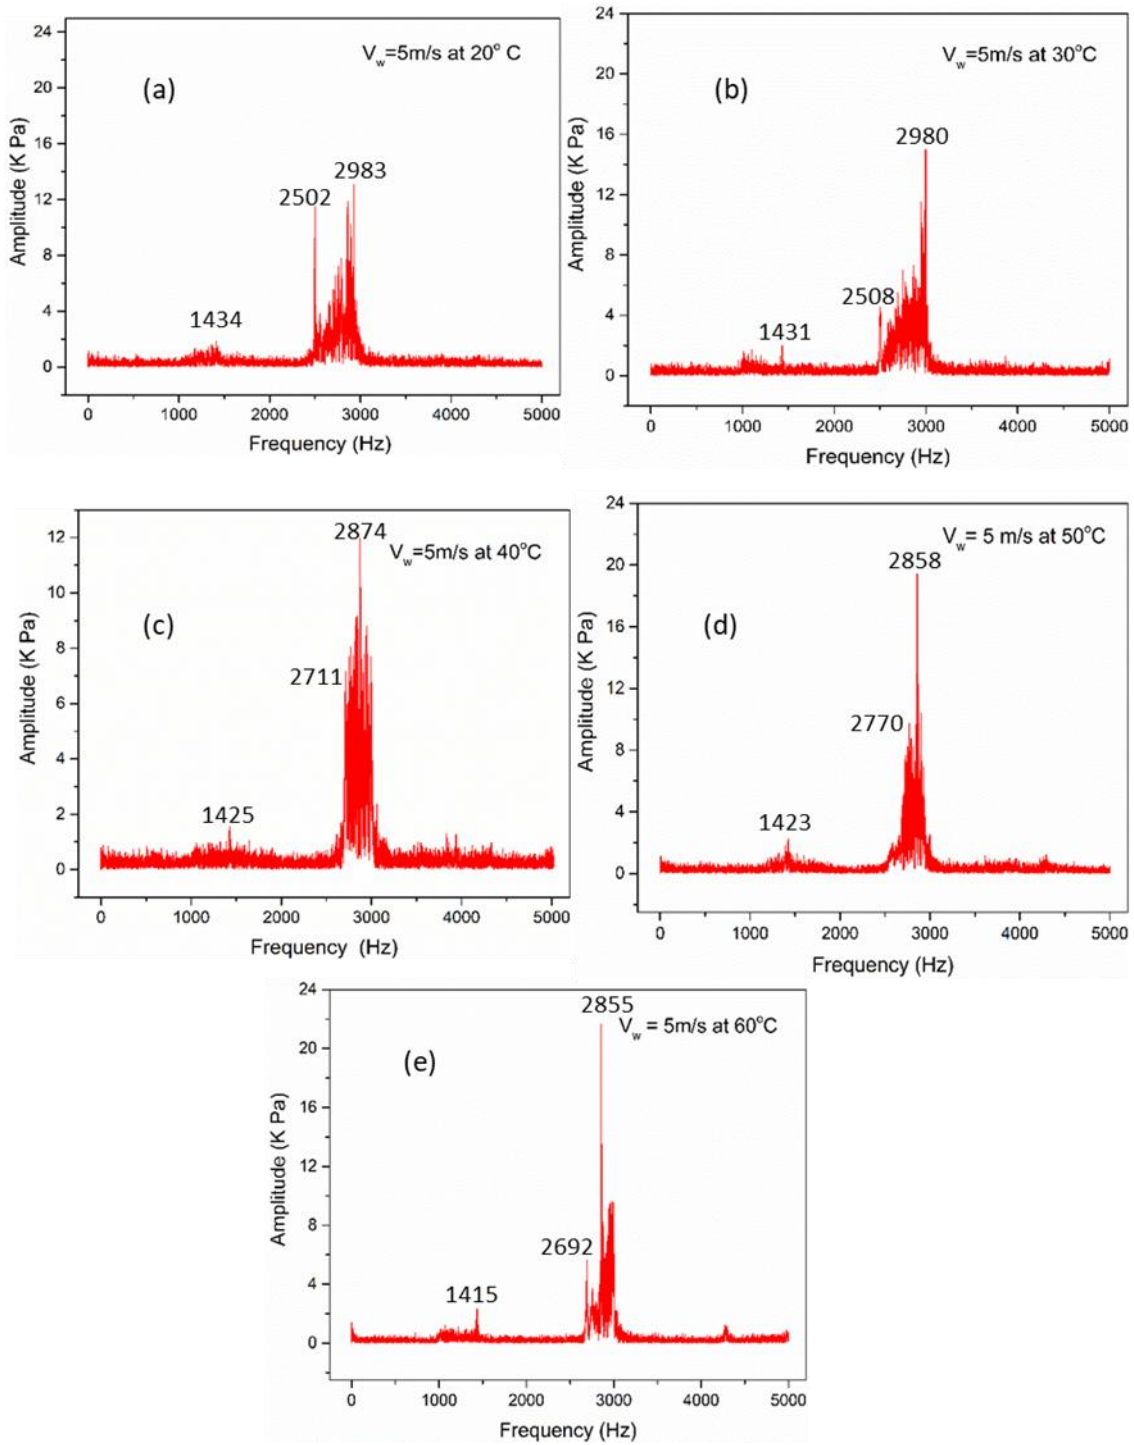 V_w=5m/s at 20° C
(a)
24
20
16
12
8
4
0
2502
2983
1434
0 1000 2000 3000 4000 5000
Frequency (Hz)
Amplitude (K Pa)
V_w=5m/s at 30°C
(b)
24
20
16
12
8
4
0
2980
2508
1431
0 1000 2000 3000 4000 5000
Frequency (Hz)
Amplitude (K Pa)
2874
V_w=5m/s at 40°C
(c)
12
10
8
6
4
2
0
2711
1425
0 1000 2000 3000 4000 5000
Frequency (Hz)
Amplitude (K Pa)
V_w= 5 m/s at 50°C
2858
(d)
24
20
16
12
8
4
0
2770
1423
0 1000 2000 3000 4000 5000
Frequency (Hz)
Amplitude (K Pa)
2855
V_w = 5m/s at 60°C
(e)
24
20
16
12
8
4
0
2692
1415
0 1000 2000 3000 4000 5000
Frequency (Hz)
Amplitude (K Pa)